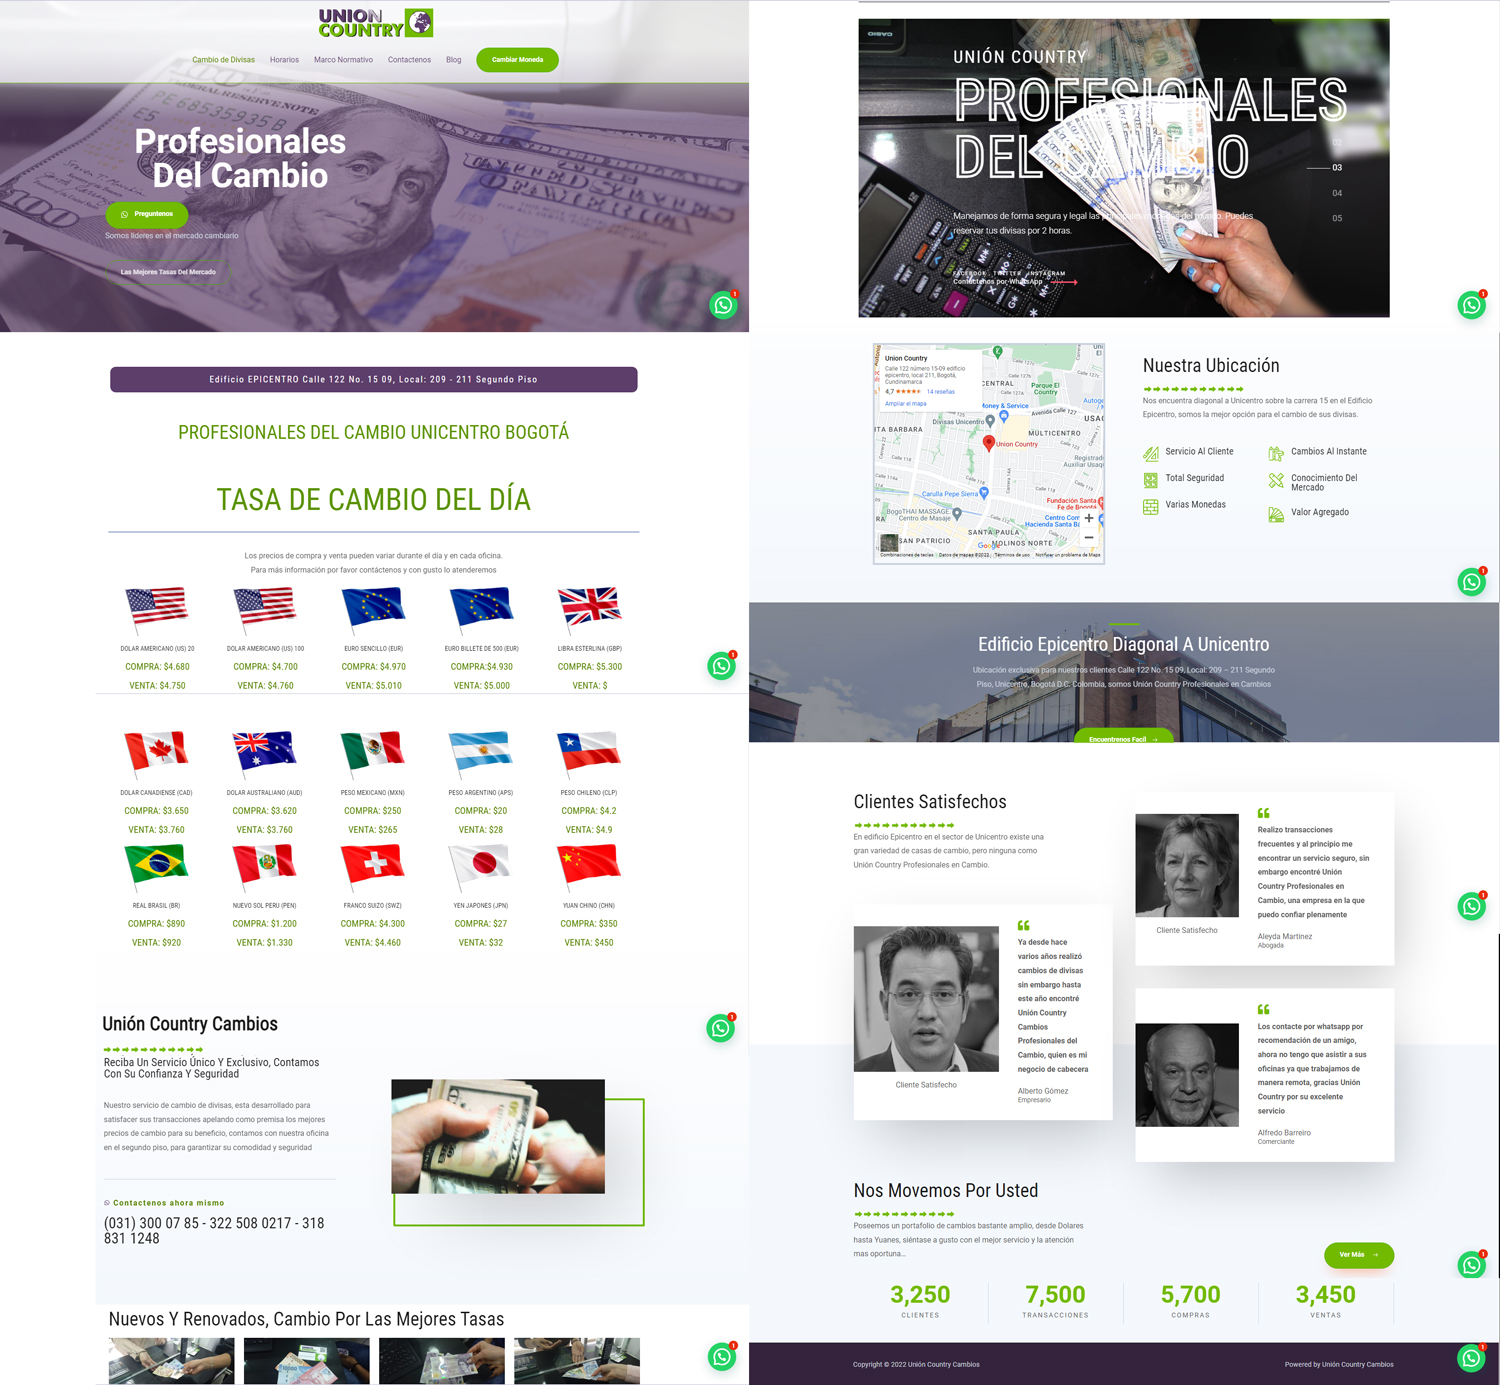 UNION
COUNTRY
Cambio de Divisas Horarios Marco Normativo Contactenos Blog Cambiar Moneda
Profesionales
Del Cambio
Preguntenos
Somos lideres en el mercado cambiario
Las Mejores Tasas Del Mercado
1
Edificio EPICENTRO Calle 122 No. 15 09, Local: 209 - 211 Segundo Piso
PROFESIONALES DEL CAMBIO UNICENTRO BOGOTÁ
TASA DE CAMBIO DEL DÍA
Los precios de compra y venta pueden variar durante el día y en cada oficina.
Para más información por favor contáctenos y con gusto lo atenderemos
DOLAR AMERICANO (US) 20 DOLAR AMERICANO (US) 100 EURO SENCILLO (EUR) EURO BILLETE DE 500 (EUR) LIBRA ESTERLINA (GBP)
COMPRA: $4.680 COMPRA: $4.700 COMPRA: $4.970 COMPRA:$4.930 COMPRA: $5.300
VENTA: $4.750 VENTA: $4.760 VENTA: $5.010 VENTA: $5.000 VENTA: $
1
DOLAR CANADIENSE (CAD) DOLAR AUSTRALIANO (AUD) PESO MEXICANO (MXN) PESO ARGENTINO (APS) PESO CHILENO (CLP)
COMPRA: $3.650 COMPRA: $3.620 COMPRA: $250 COMPRA: $20 COMPRA: $4.2
VENTA: $3.760 VENTA: $3.760 VENTA: $265 VENTA: $28 VENTA: $4.9
REAL BRASIL (BR) NUEVO SOL PERU (PEN) FRANCO SUIZO (SWZ) YEN JAPONES (JPN) YUAN CHINO (CHN)
COMPRA: $890 COMPRA: $1.200 COMPRA: $4.300 COMPRA: $27 COMPRA: $350
VENTA: $920 VENTA: $1.330 VENTA: $4.460 VENTA: $32 VENTA: $450
Unión Country Cambios
1
Reciba Un Servicio Único Y Exclusivo, Contamos
Con Su Confianza Y Seguridad
Nuestro servicio de cambio de divisas, esta desarrollado para
satisfacer sus transacciones apelando como premisa los mejores
precios de cambio para su beneficio, contamos con nuestra oficina
en el segundo piso, para garantizar su comodidad y seguridad
Contactenos ahora mismo
(031) 300 07 85 - 322 508 0217 - 318
831 1248
Nuevos Y Renovados, Cambio Por Las Mejores Tasas
1
UNIÓN COUNTRY
PROFESIONALES
DEL CAMBIO
02
03
04
05
Manejamos de forma segura y legal las principales monedas del mundo. Puedes
reservar tus divisas por 2 horas.
FACEBOOK TWITTER INSTAGRAM
Contáctenos por WhatsApp
1
Union Country
Calle 122 número 15-09 edificio
epicentro, local 211, Bogotá,
Cundinamarca
4,7 14 reseñas
Ampliar el mapa
CENTRAL
Parque El
Country
Money & Service
Divisas Unicentro
Avenida Calle 127
MULTICENTRO
SANTA BARBARA
Union Country
Calle 118
Carulla Pepe Sierra
Fundación Santa
Fe de Bogotá
BogoTHAI MASSAGE.
Centro de Masaje
Centro Com
Hacienda Santa Ba
SANTA PAULA
SAN PATRICIO
MOLINOS NORTE
Google
Combinaciones de teclas Datos de mapas ©2022 Términos de uso Notificar un problema de Maps
Nuestra Ubicación
Nos encuentra diagonal a Unicentro sobre la carrera 15 en el Edificio
Epicentro, somos la mejor opción para el cambio de sus divisas.
Servicio Al Cliente Cambios Al Instante
Total Seguridad Conocimiento Del
Mercado
Varias Monedas Valor Agregado
1
Edificio Epicentro Diagonal A Unicentro
Ubicación exclusiva para nuestros clientes Calle 122 No. 15 09, Local: 209 – 211 Segundo
Piso, Unicentro, Bogotá D.C. Colombia, somos Unión Country Profesionales en Cambios
Encuentrenos Facil
Clientes Satisfechos
En edificio Epicentro en el sector de Unicentro existe una
gran variedad de casas de cambio, pero ninguna como
Unión Country Profesionales en Cambio.
Realizo transacciones
frecuentes y al principio me
encontrar un servicio seguro, sin
embargo encontré Unión
Country Profesionales en
Cambio, una empresa en la que
puedo confiar plenamente
Cliente Satisfecho
Aleyda Martinez
Abogada
1
Ya desde hace
varios años realizó
cambios de divisas
sin embargo hasta
este año encontré
Unión Country
Cambios
Profesionales del
Cambio, quien es mi
negocio de cabecera
Cliente Satisfecho
Alberto Gómez
Empresario
Los contacte por whatsapp por
recomendación de un amigo,
ahora no tengo que asistir a sus
oficinas ya que trabajamos de
manera remota, gracias Unión
Country por su excelente
servicio
Alfredo Barreiro
Comerciante
Nos Movemos Por Usted
Poseemos un portafolio de cambios bastante amplio, desde Dolares
hasta Yuanes, siéntase a gusto con el mejor servicio y la atención
mas oportuna...
Ver Más
1
3,250 7,500 5,700 3,450
CLIENTES TRANSACCIONES COMPRAS VENTAS
Copyright © 2022 Unión Country Cambios Powered by Unión Country Cambios
1